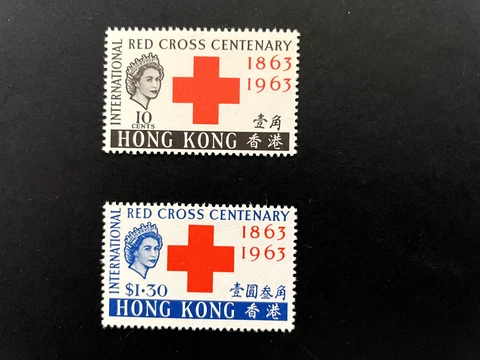 INTERNATIONAL
RED CROSS CENTENARY
1863
1963
10
CENTS
壹角
HONG KONG 香港
INTERNATIONAL
RED CROSS CENTENARY
1863
1963
$1·30
壹圓叁角
HONG KONG 香港